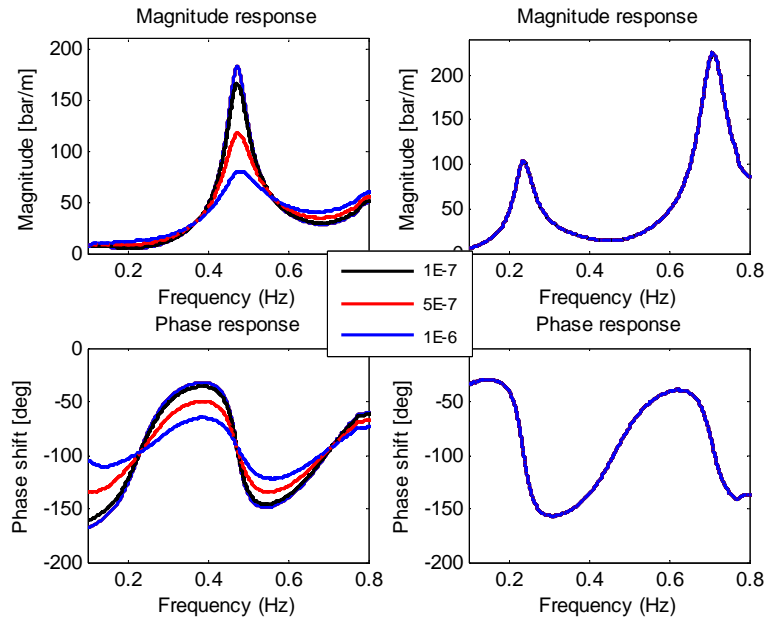 Magnitude response
Magnitude response
Magnitude [bar/m]
200
150
100
50
0
0.2
0.4
0.6
0.8
Frequency (Hz)
Magnitude [bar/m]
200
150
100
50
0
0.2
0.4
0.6
0.8
Frequency (Hz)
1E-7
5E-7
1E-6
Phase response
Phase response
Phase shift [deg]
0
-50
-100
-150
-200
0.2
0.4
0.6
0.8
Frequency (Hz)
Phase shift [deg]
0
-50
-100
-150
-200
0.2
0.4
0.6
0.8
Frequency (Hz)